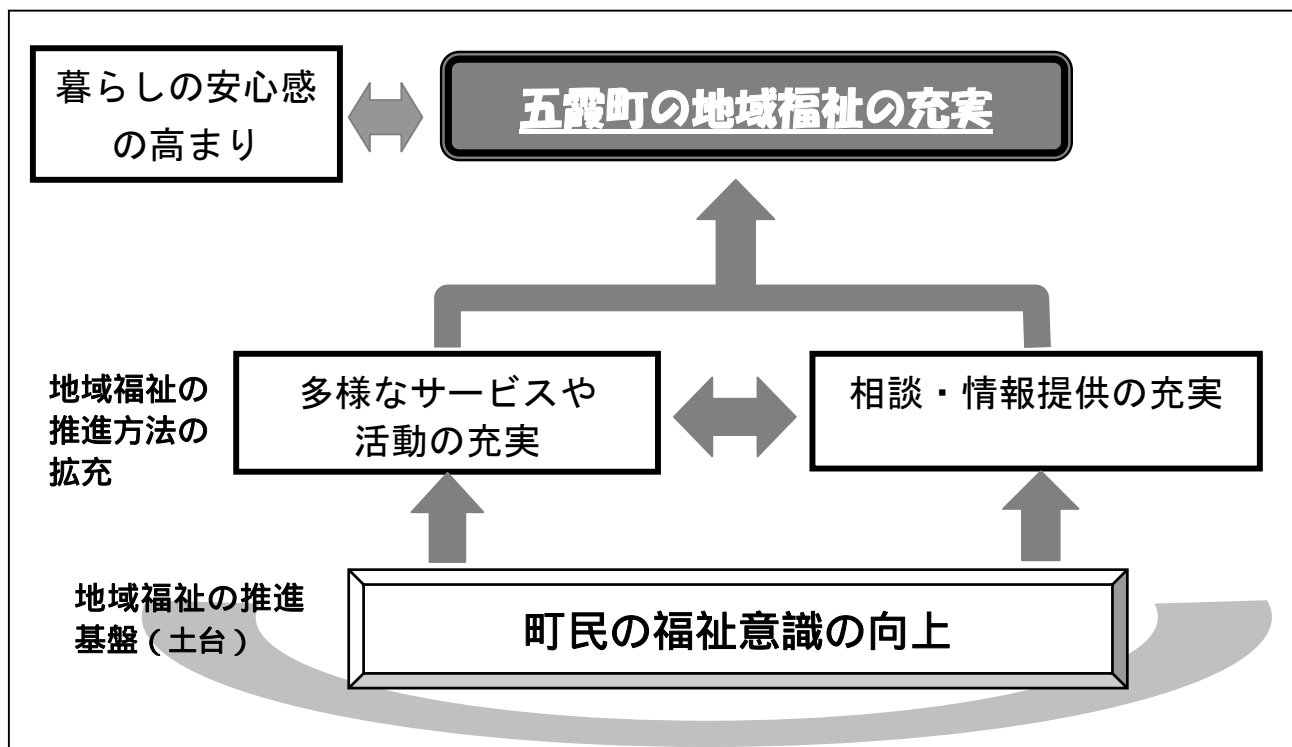 暮らしの安心感
の高まり
五霞町の地域福祉の充実
地域福祉の
推進方法の
拡充
多様なサービスや
活動の充実
相談・情報提供の充実
地域福祉の推進
基盤（土台）
町民の福祉意識の向上